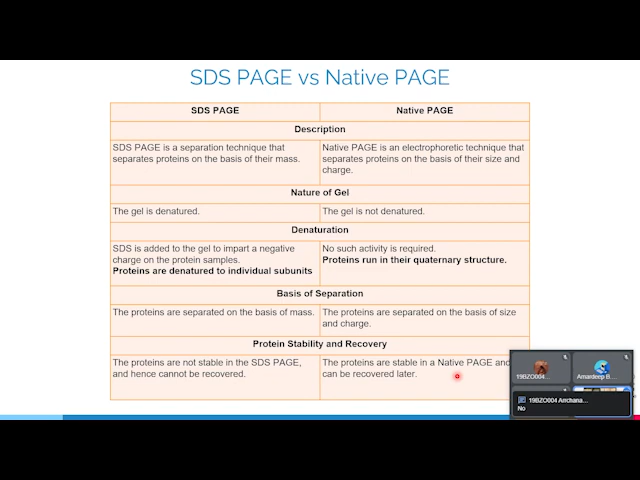 SDS PAGE vs Native PAGE
SDS PAGE Native PAGE
Description
SDS PAGE is a separation technique that
separates proteins on the basis of their mass.
Native PAGE is an electrophoretic technique that
separates proteins on the basis of their size and
charge.
Nature of Gel
The gel is denatured.
The gel is not denatured.
Denaturation
SDS is added to the gel to impart a negative
charge on the protein samples.
Proteins are denatured to individual subunits
No such activity is required.
Proteins run in their quaternary structure.
Basis of Separation
The proteins are separated on the basis of mass.
The proteins are separated on the basis of size
and charge.
Protein Stability and Recovery
The proteins are not stable in the SDS PAGE,
and hence cannot be recovered.
The proteins are stable in a Native PAGE and
can be recovered later.
19BZO004...
Amardeep B...
19BZO004 Archana...
No